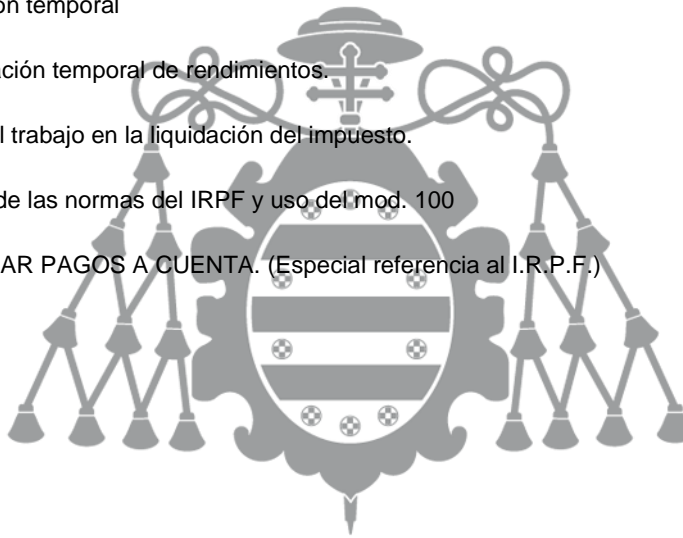 ón temporal
ación temporal de rendimientos.
l trabajo en la liquidación del impuesto.
de las normas del IRPF y uso del mod. 100
AR PAGOS A CUENTA. (Especial referencia al I.R.P.F.)